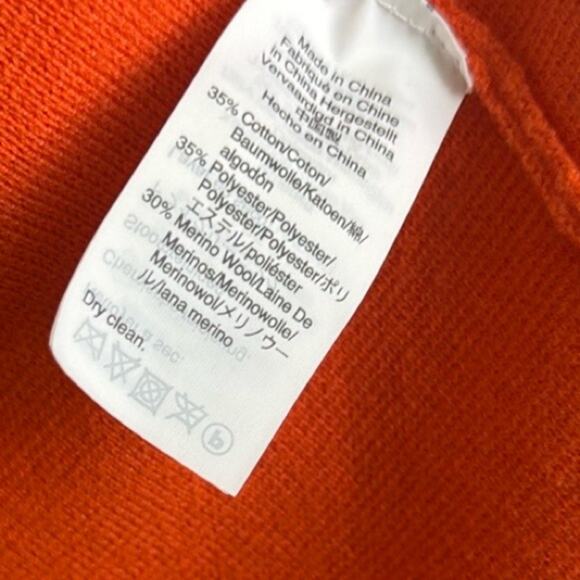 Made in China
Fabriqué en Chine
in China Hergestellt
Vervaardigd in China
中国製
Hecho en China
35% Cotton/Coton/
Baumwolle/Katoen/綿/
algodón
35% Polyester/Polyester/
Polyester/Polyester/ポリ
エステル/poliéster
30% Merino Wool/Laine De
Merinos/Merinowolle/
Merinowol/メリノウー
ル/lana merino
Dry clean.